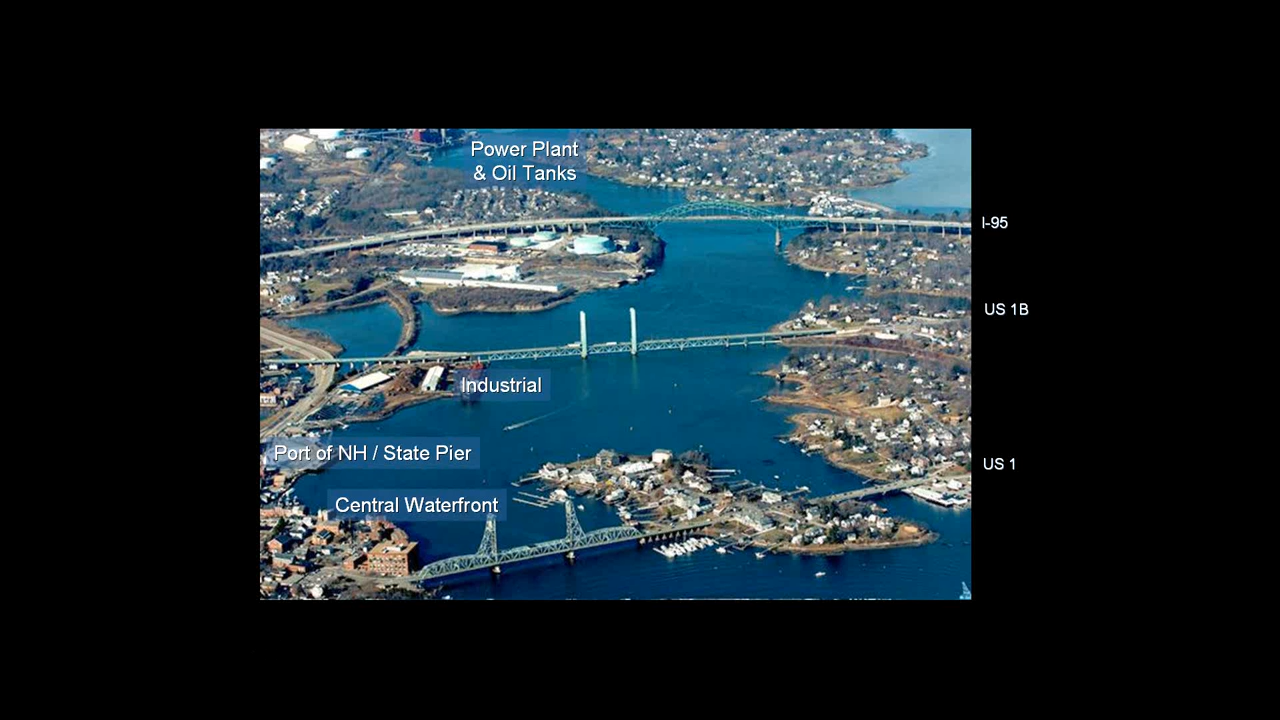 Power Plant
& Oil Tanks
I-95
US 1B
Industrial
Port of NH / State Pier
US 1
Central Waterfront